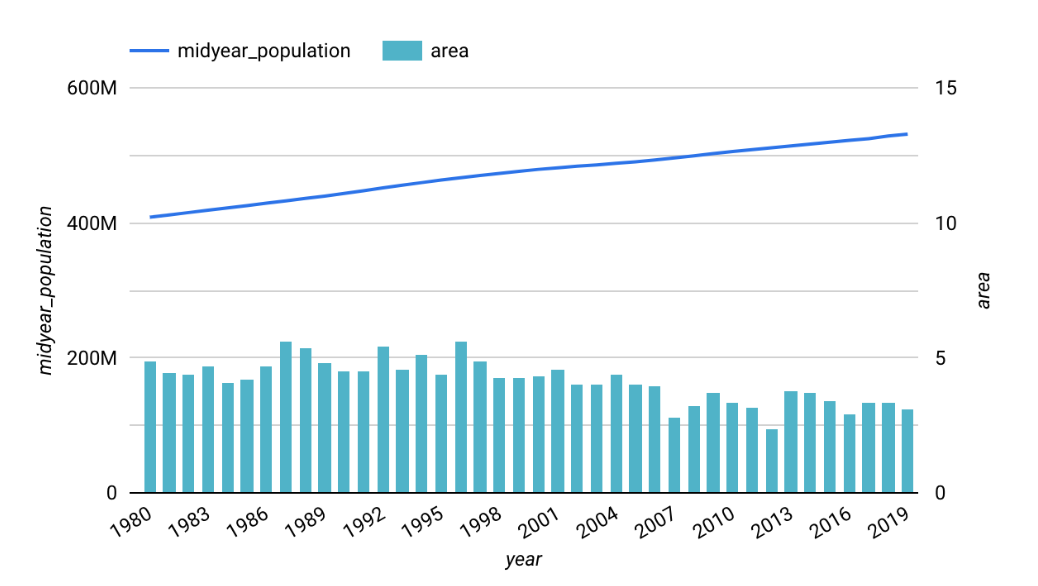 midyear_population area
600M 15
400M 10
200M 5
0 0
midyear_population
area
1980 1983 1986 1989 1992 1995 1998 2001 2004 2007 2010 2013 2016 2019
year